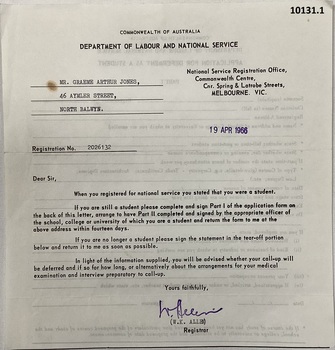 10131.1
COMMONWEALTH OF AUSTRALIA
DEPARTMENT OF LABOUR AND NATIONAL SERVICE
National Service Registration Office,
Commonwealth Centre,
Cnr. Spring & Latrobe Streets,
MELBOURNE. VIC.
MR. GRAEME ARTHUR JONES,
46 AYMLER STREET,
NORTH BALWYN.
19 APR 1966
Registration No. 2026132
Dear Sir,
When you registered for national service you stated that you were a student.
If you are still a student please complete and sign Part I of the application form on
the back of this letter, arrange to have Part II completed and signed by the appropriate officer of
the school, college or university of which you are a student and return the form to me at the
above address within fourteen days.
If you are no longer a student please sign the statement in the tear-off portion
below and return it to me as soon as possible.
In light of the information supplied, you will be advised whether your call-up will
be deferred and if so for how long, or alternatively about the arrangements for your medical
examination and interview preparatory to call-up.
Yours faithfully,
Registrar